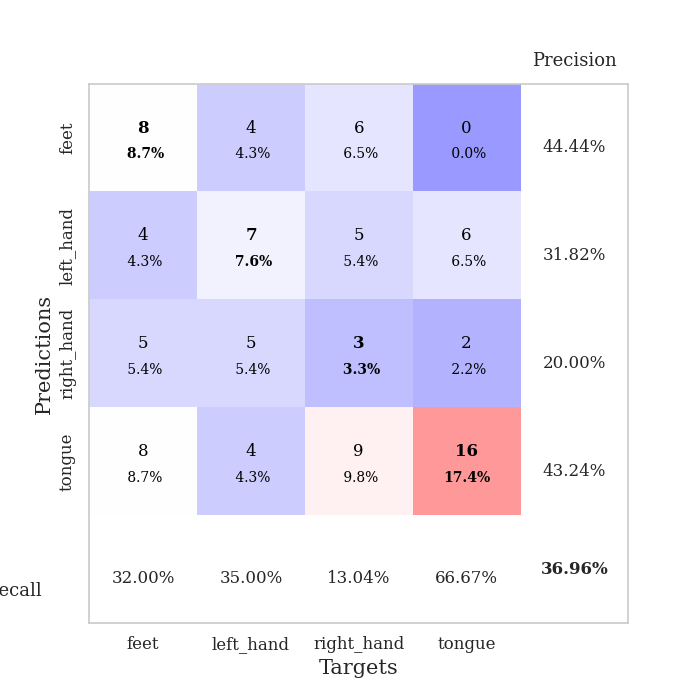 Precision
feet
8 4 6 0
8.7% 4.3% 6.5% 0.0%
44.44%
left_hand
4 7 5 6
4.3% 7.6% 5.4% 6.5%
31.82%
Predictions
right_hand
5 5 3 2
5.4% 5.4% 3.3% 2.2%
20.00%
tongue
8 4 9 16
8.7% 4.3% 9.8% 17.4%
43.24%
ecall
32.00% 35.00% 13.04% 66.67%
36.96%
feet left_hand right_hand tongue
Targets